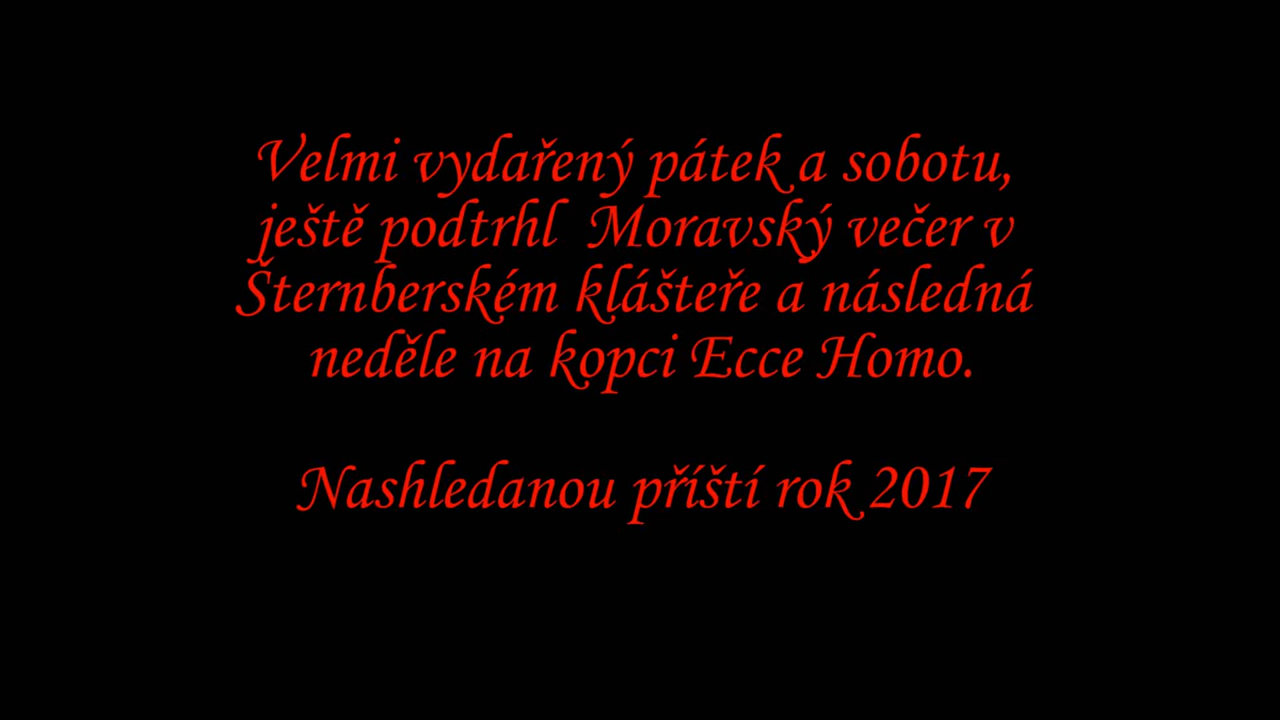 Velmi vydařený pátek a sobotu,
ještě podtrhl  Moravský večer v
Šternberském klášteře a následná
neděle na kopci Ecce Homo.
Nashledanou příští rok 2017